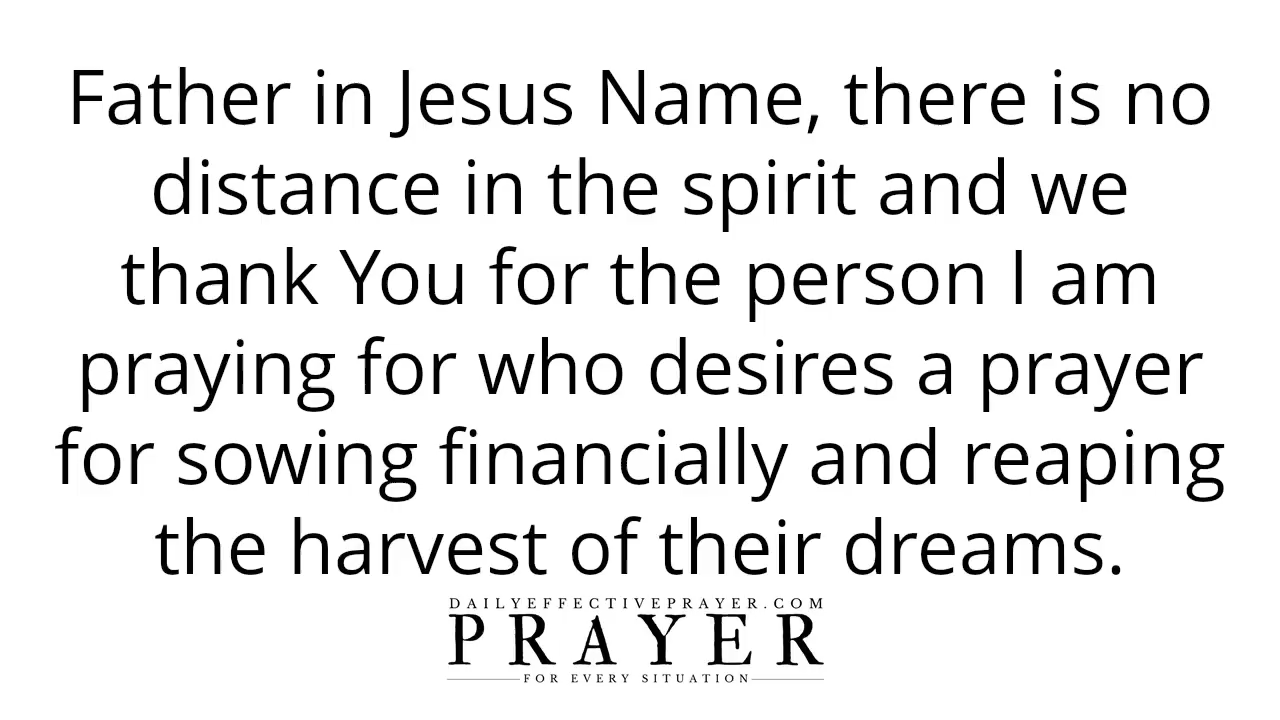 Father in Jesus Name, there is no
distance in the spirit and we
thank You for the person I am
praying for who desires a prayer
for sowing financially and reaping
the harvest of their dreams.
DAILYEFFECTIVEPRAYER.COM
PRAYER
FOR EVERY SITUATION